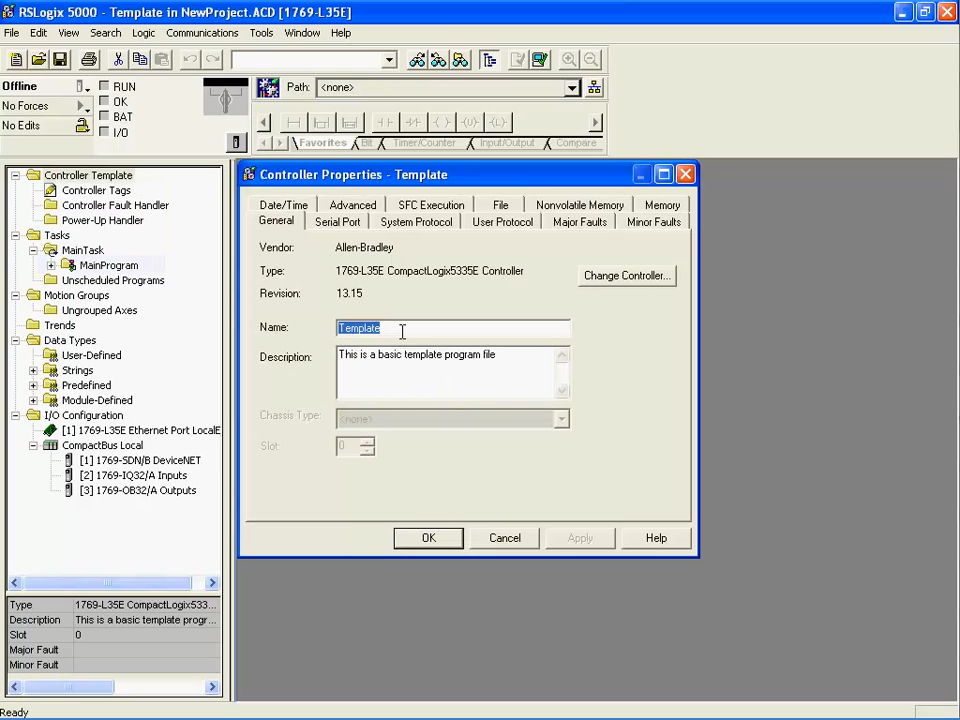 RSLogix 5000 - Template in NewProject.ACD [1769-L35E]
File Edit View Search Logic Communications Tools Window Help
Offline
RUN
No Forces
OK
No Edits
BAT
I/O
Path: <none>
Favorites Bit Timer/Counter Input/Output Compare
Controller Template
Controller Tags
Controller Fault Handler
Power-Up Handler
Tasks
MainTask
MainProgram
Unscheduled Programs
Motion Groups
Ungrouped Axes
Trends
Data Types
User-Defined
Strings
Predefined
Module-Defined
I/O Configuration
[1] 1769-L35E Ethernet Port LocalE
CompactBus Local
[1] 1769-SDN/B DeviceNET
[2] 1769-IQ32/A Inputs
[3] 1769-OB32/A Outputs
Type 1769-L35E CompactLogix533...
Description This is a basic template progr...
Slot 0
Major Fault
Minor Fault
Controller Properties - Template
Date/Time Advanced SFC Execution File Nonvolatile Memory Memory
General Serial Port System Protocol User Protocol Major Faults Minor Faults
Vendor: Allen-Bradley
Type: 1769-L35E CompactLogix5335E Controller
Change Controller...
Revision: 13.15
Name: Template
Description: This is a basic template program file
Chassis Type: <none>
Slot: 0
OK Cancel Apply Help
Ready